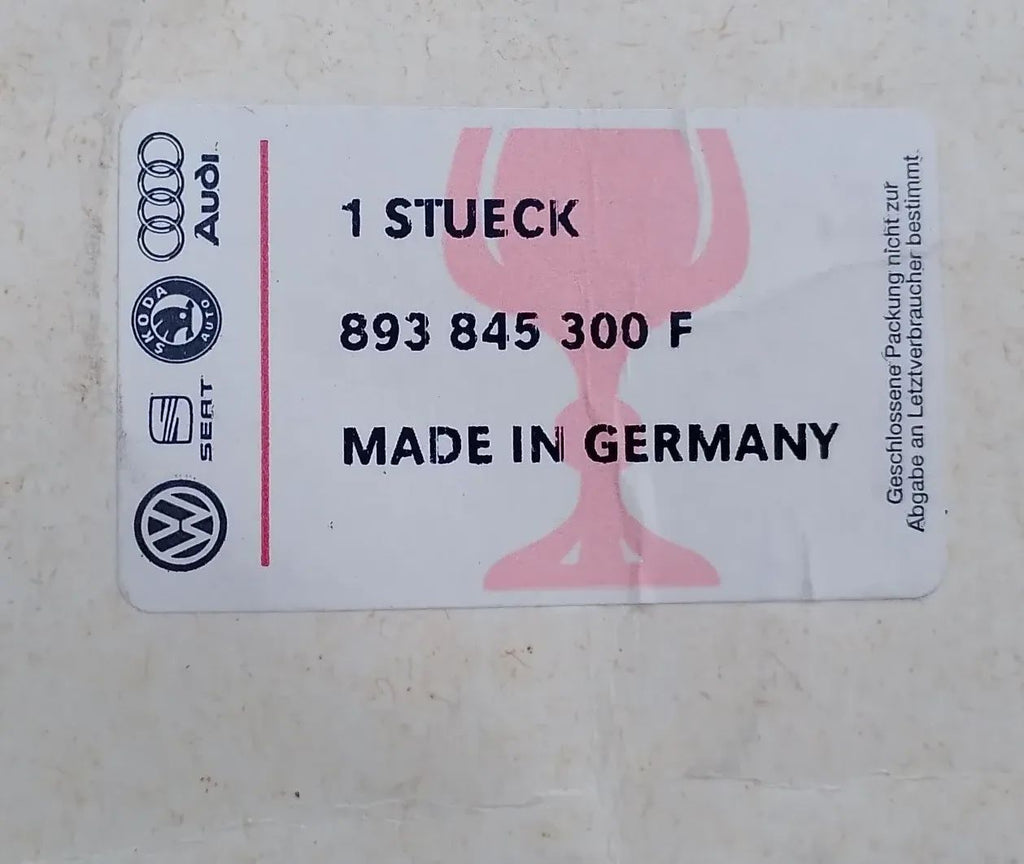 Audi
SKODA
AUTO
SEAT
VW
1 STUECK
893 845 300 F
MADE IN GERMANY
Geschlossene Packung nicht zur
Abgabe an Letztverbraucher bestimmt.